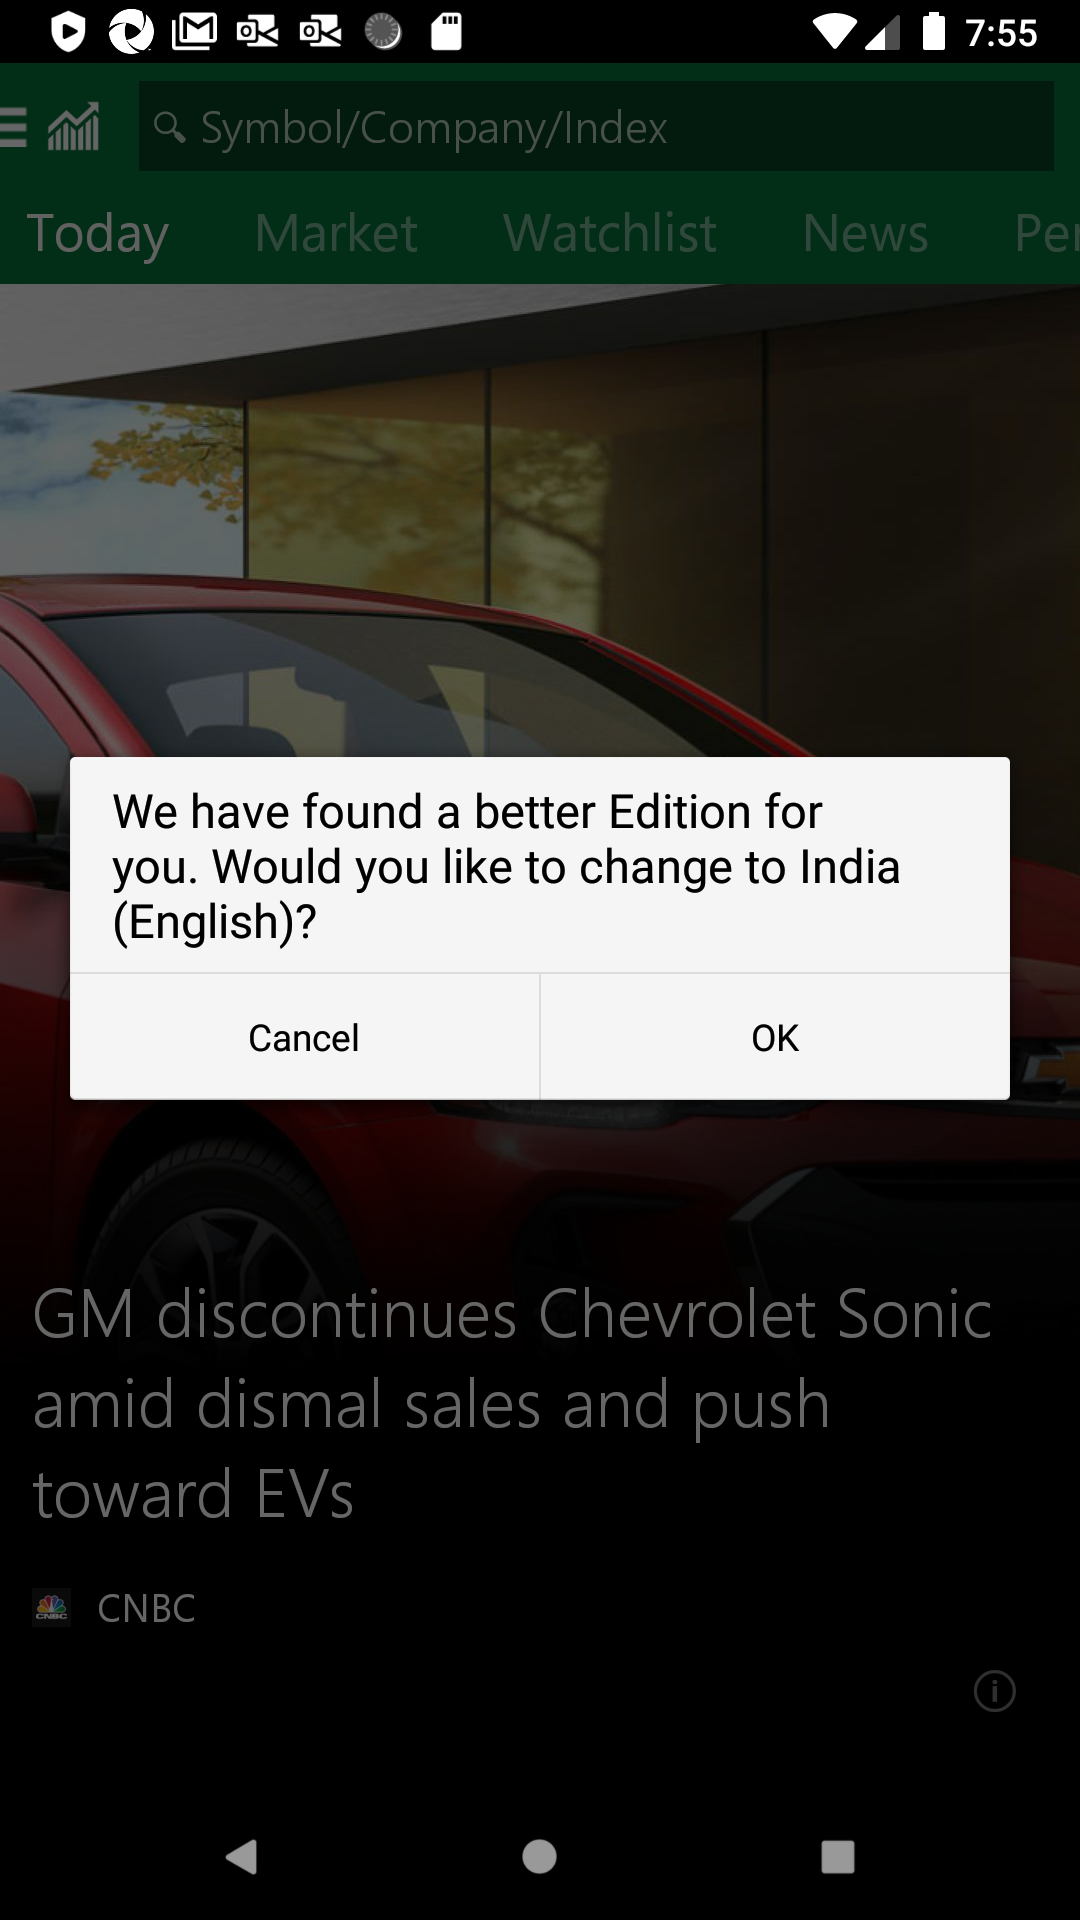 7:55
Symbol/Company/Index
Today Market Watchlist News Per
We have found a better Edition for
you. Would you like to change to India
(English)?
Cancel OK
GM discontinues Chevrolet Sonic
amid dismal sales and push
toward EVs
CNBC CNBC